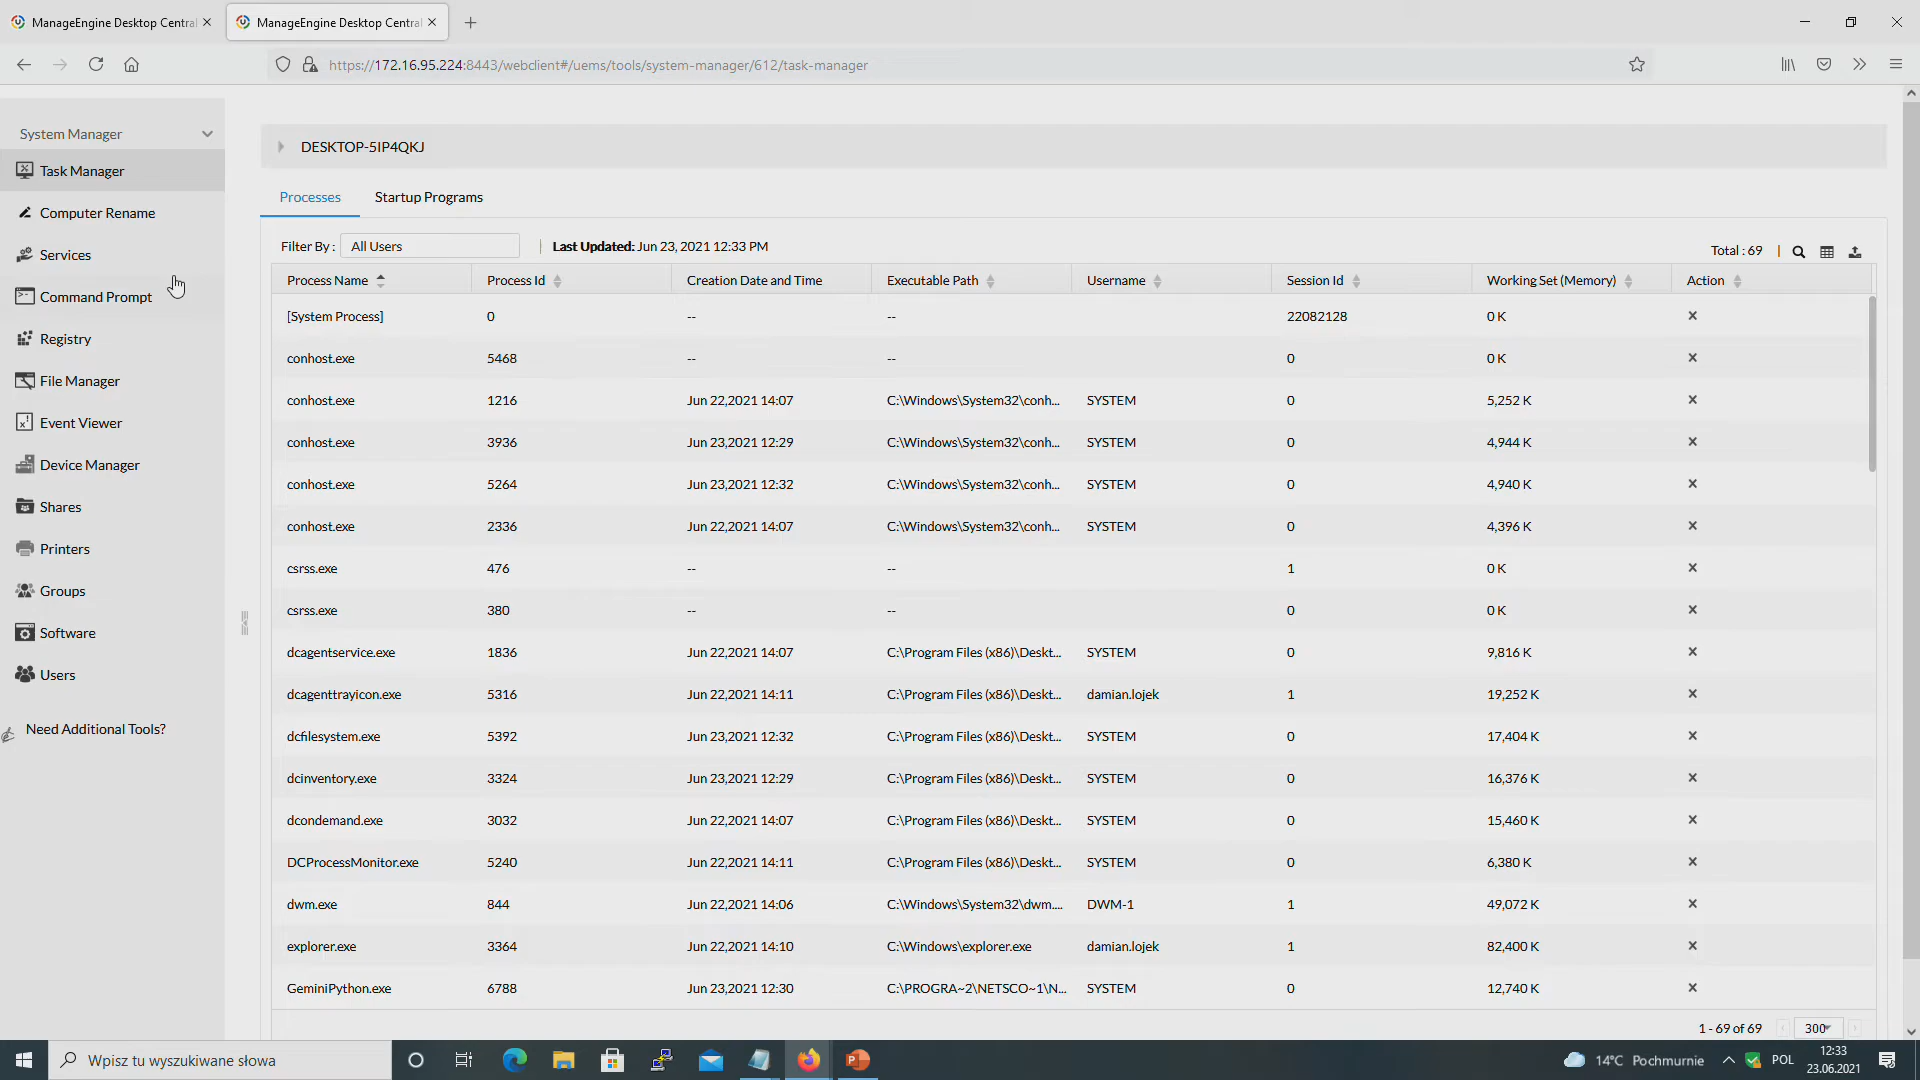 ManageEngine Desktop Central
ManageEngine Desktop Central
https://172.16.95.224:8443/webclient#/uems/tools/system-manager/612/task-manager
System Manager
Task Manager
Computer Rename
Services
Command Prompt
Registry
File Manager
Event Viewer
Device Manager
Shares
Printers
Groups
Software
Users
Need Additional Tools?
DESKTOP-5IP4QKJ
Processes Startup Programs
Filter By : All Users Last Updated: Jun 23, 2021 12:33 PM
Total : 69
Process Name Process Id Creation Date and Time Executable Path Username Session Id Working Set (Memory) Action
[System Process] 0 -- -- 22082128 0 K
conhost.exe 5468 -- -- 0 0 K
conhost.exe 1216 Jun 22,2021 14:07 C:\Windows\System32\conh... SYSTEM 0 5,252 K
conhost.exe 3936 Jun 23,2021 12:29 C:\Windows\System32\conh... SYSTEM 0 4,944 K
conhost.exe 5264 Jun 23,2021 12:32 C:\Windows\System32\conh... SYSTEM 0 4,940 K
conhost.exe 2336 Jun 22,2021 14:07 C:\Windows\System32\conh... SYSTEM 0 4,396 K
csrss.exe 476 -- -- 1 0 K
csrss.exe 380 -- -- 0 0 K
dcagentservice.exe 1836 Jun 22,2021 14:07 C:\Program Files (x86)\Deskt... SYSTEM 0 9,816 K
dcagenttrayicon.exe 5316 Jun 22,2021 14:11 C:\Program Files (x86)\Deskt... damian.lojek 1 19,252 K
dcfilesystem.exe 5392 Jun 23,2021 12:32 C:\Program Files (x86)\Deskt... SYSTEM 0 17,404 K
dcinventory.exe 3324 Jun 23,2021 12:29 C:\Program Files (x86)\Deskt... SYSTEM 0 16,376 K
dcondemand.exe 3032 Jun 22,2021 14:07 C:\Program Files (x86)\Deskt... SYSTEM 0 15,460 K
DCProcessMonitor.exe 5240 Jun 22,2021 14:11 C:\Program Files (x86)\Deskt... SYSTEM 0 6,380 K
dwm.exe 844 Jun 22,2021 14:06 C:\Windows\System32\dwm.... DWM-1 1 49,072 K
explorer.exe 3364 Jun 22,2021 14:10 C:\Windows\explorer.exe damian.lojek 1 82,400 K
GeminiPython.exe 6788 Jun 23,2021 12:30 C:\PROGRA~2\NETSCO~1\N... SYSTEM 0 12,740 K
1 - 69 of 69 300
Wpisz tu wyszukiwane słowa
14°C Pochmurnie
POL
12:33
23.06.2021